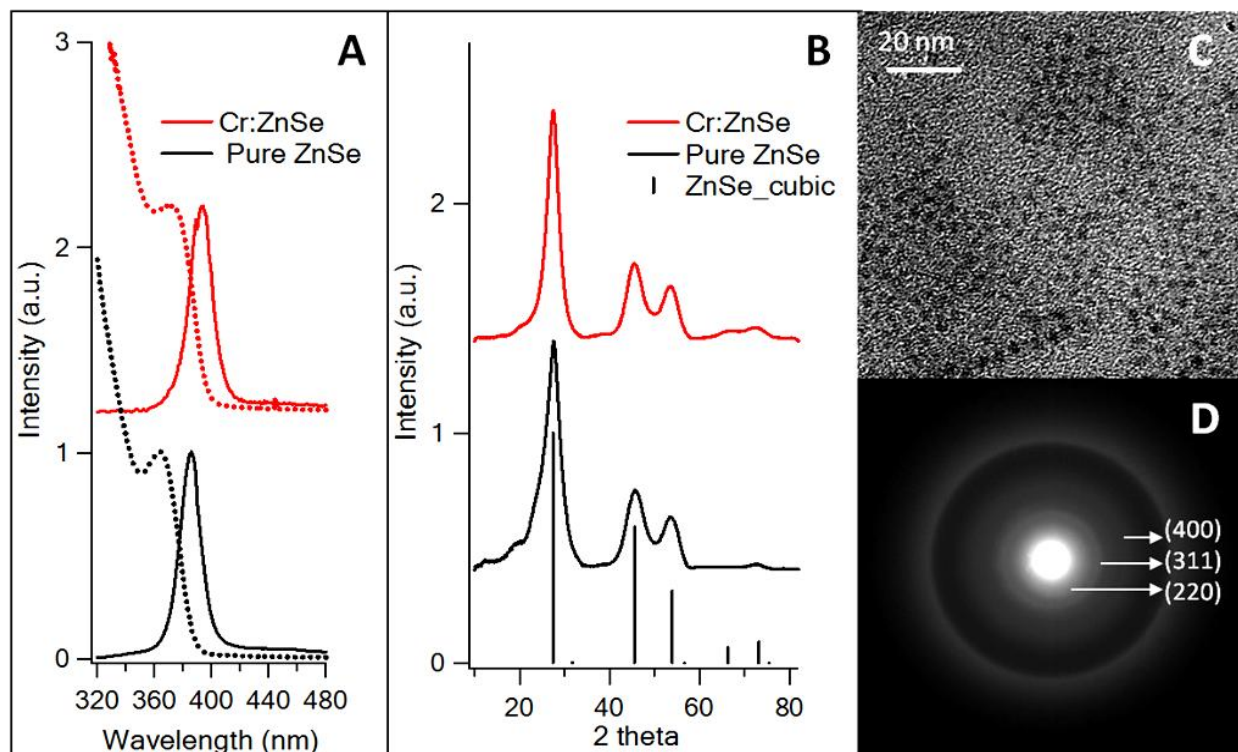 A
3
Cr:ZnSe
Pure ZnSe
2
1
0
Intensity (a.u.)
320 360 400 440 480
Wavelength (nm)
B
Cr:ZnSe
Pure ZnSe
ZnSe_cubic
2
1
0
Intensity (a.u.)
20 40 60 80
2 theta
20 nm
C
D
(400)
(311)
(220)